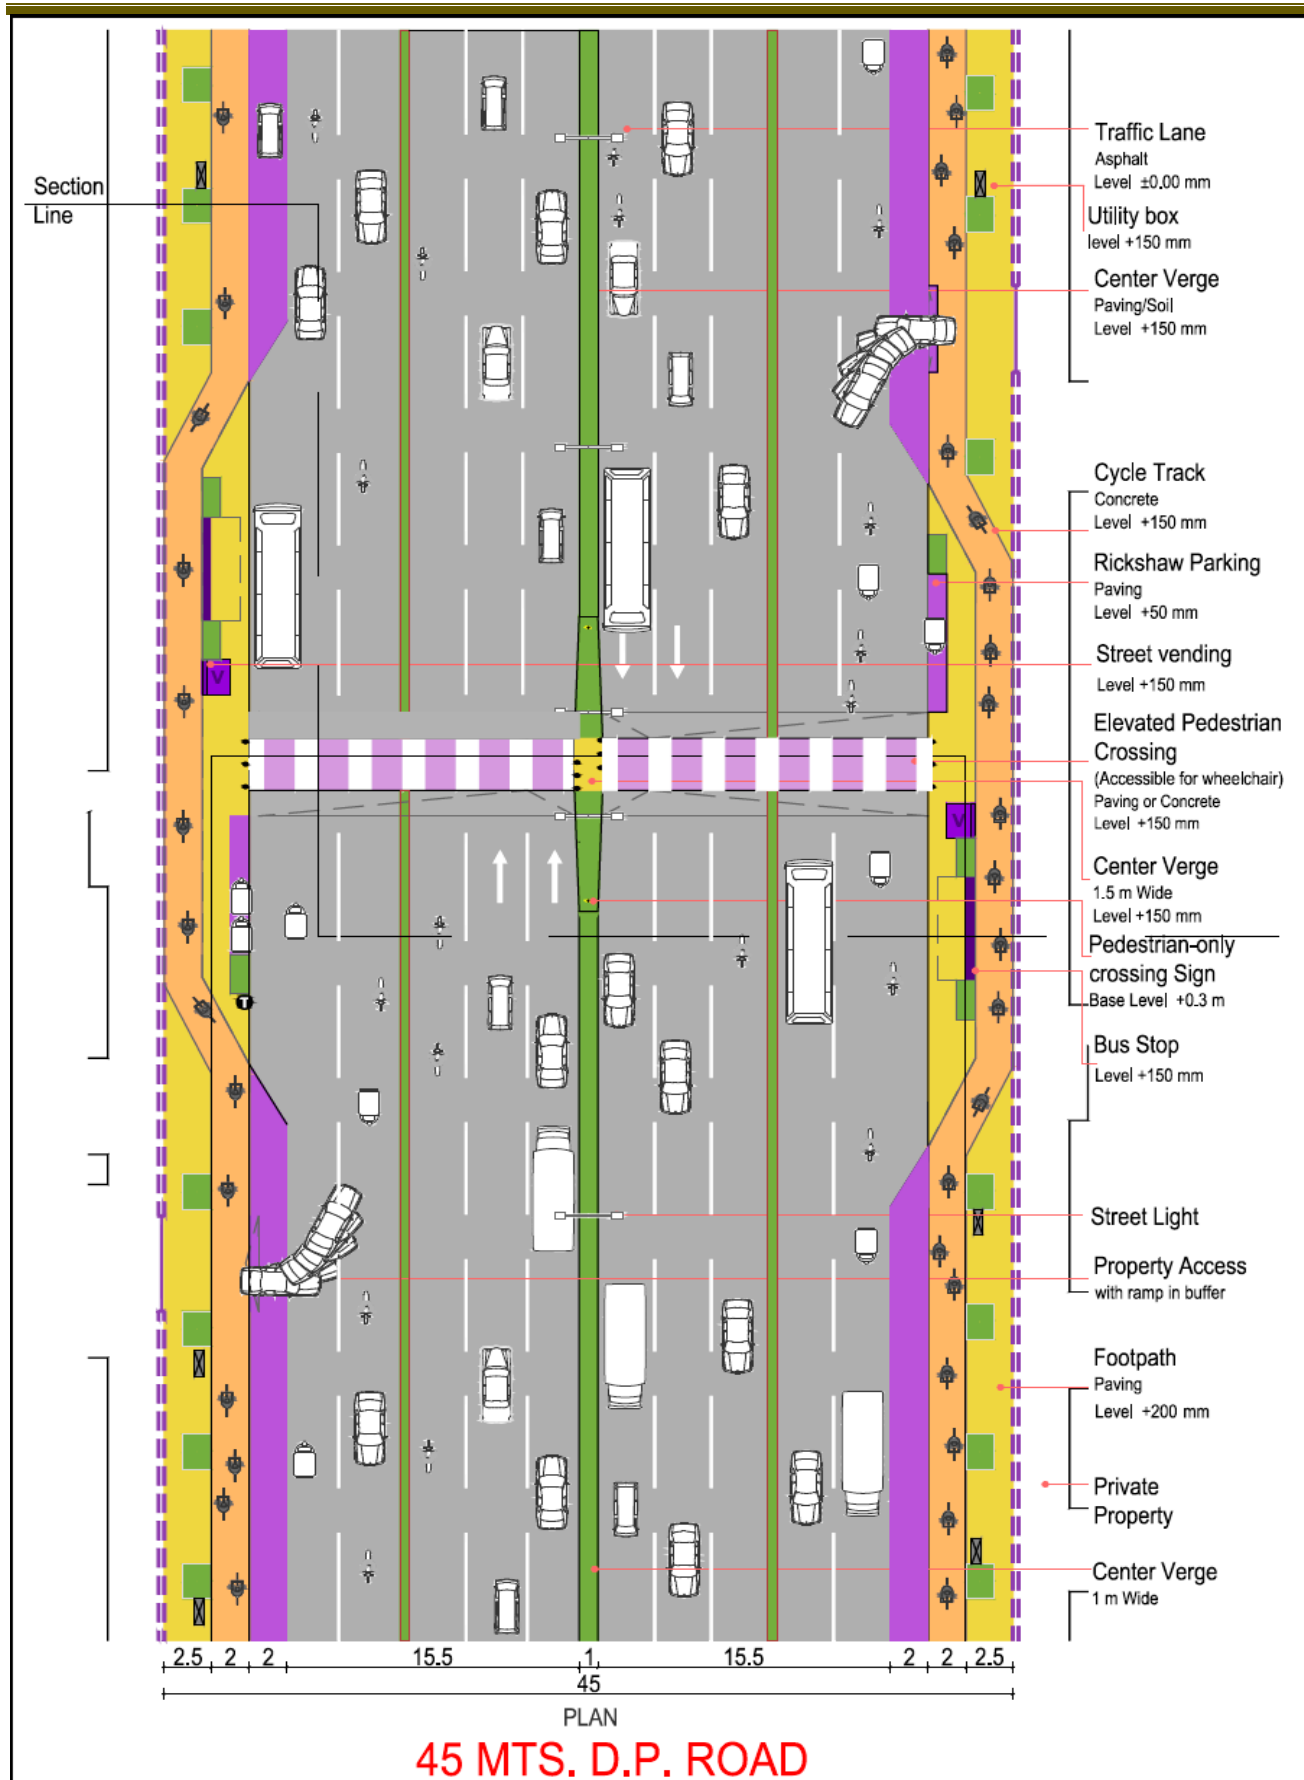 Section
Line
Traffic Lane
Asphalt
Level ±0.00 mm
Utility box
level +150 mm
Center Verge
Paving/Soil
Level +150 mm
Cycle Track
Concrete
Level +150 mm
Rickshaw Parking
Paving
Level +50 mm
Street vending
Level +150 mm
Elevated Pedestrian
Crossing
(Accessible for wheelchair)
Paving or Concrete
Level +150 mm
Center Verge
1.5 m Wide
Level +150 mm
Pedestrian-only
crossing Sign
Base Level +0.3 m
Bus Stop
Level +150 mm
Street Light
Property Access
with ramp in buffer
Footpath
Paving
Level +200 mm
Private
Property
Center Verge
1 m Wide
V
V
T
2.5 2 2 15.5 1 15.5 2 2 2.5
45
PLAN
45 MTS. D.P. ROAD